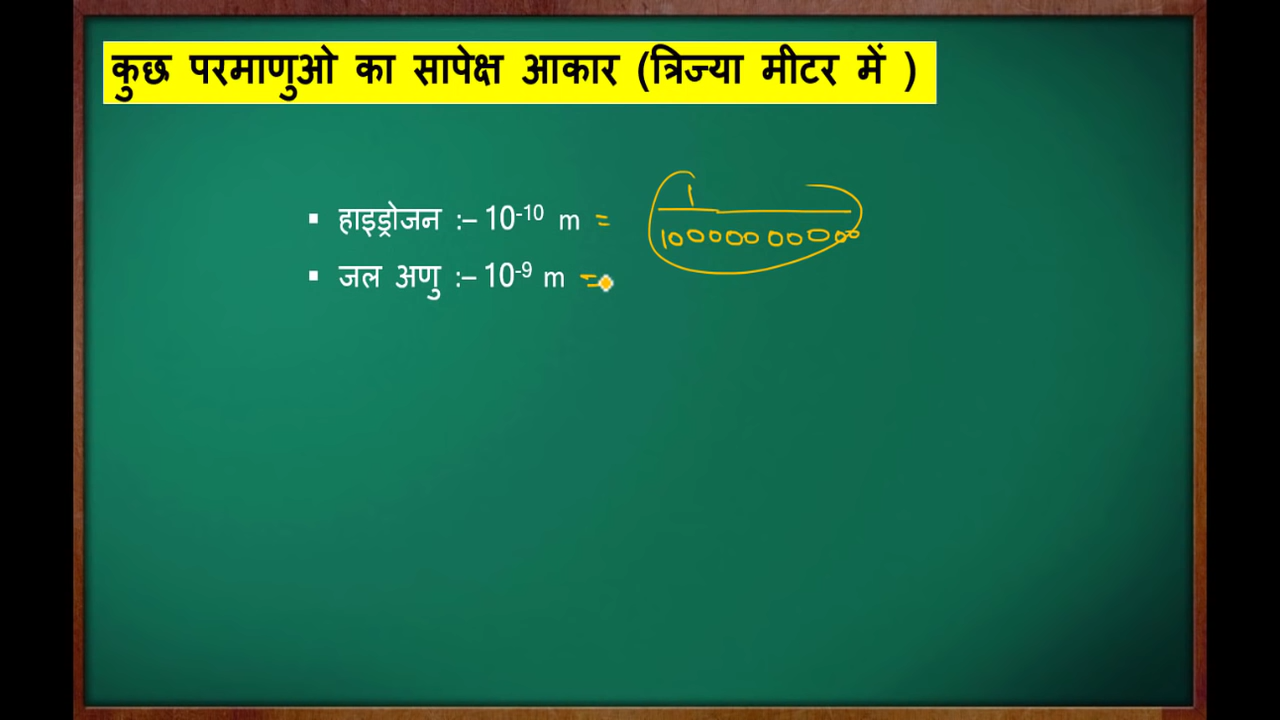 कुछ परमाणुओ का सापेक्ष आकार (त्रिज्या मीटर में )
▪ हाइड्रोजन :– 10⁻¹⁰ m = 1/10000000000
▪ जल अणु :– 10⁻⁹ m =